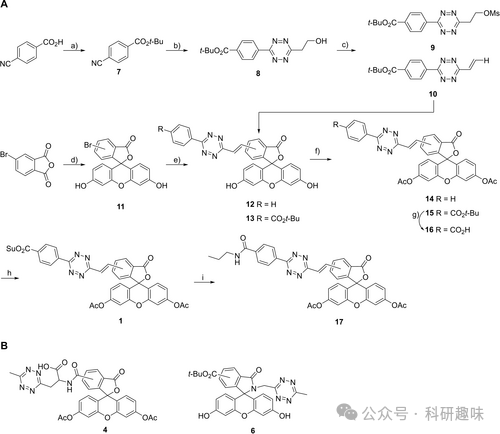 A
CO₂H
NC
a)
CO₂t-Bu
NC
7
b)
t-BuO₂C
N=N
N-N
OH
8
c)
OMs
t-BuO₂C
N=N
N-N
9
t-BuO₂C
N=N
N-N
H
10
Br
O
O
O
d)
Br
O
O
HO
O
OH
11
e)
R
N=N
N-N
O
O
HO
O
OH
12 R = H
13 R = CO₂t-Bu
f)
R
N=N
N-N
O
O
AcO
O
OAc
14 R = H
g)
15 R = CO₂t-Bu
16 R = CO₂H
h
SuO₂C
N=N
N-N
O
O
AcO
O
OAc
1
i
O
N
H
N=N
N-N
O
O
AcO
O
OAc
17
B
HO
O
N=N
N-N
N
H
O
O
O
AcO
O
OAc
4
t-BuO₂C
O
N
N-N
N=N
HO
O
OH
6
公众号 · 科研趣味